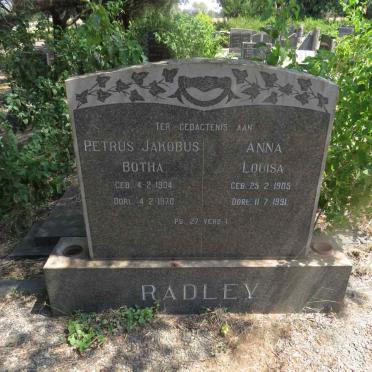 TER GEDAGTENIS AAN
PETRUS JAKOBUS
BOTHA
GEB. 4-2-1904
OORL. 4-2-1970
ANNA
LOUISA
GEB. 25-2-1905
OORL. 11-7-1991
PS. 27 VERS 1
RADLEY